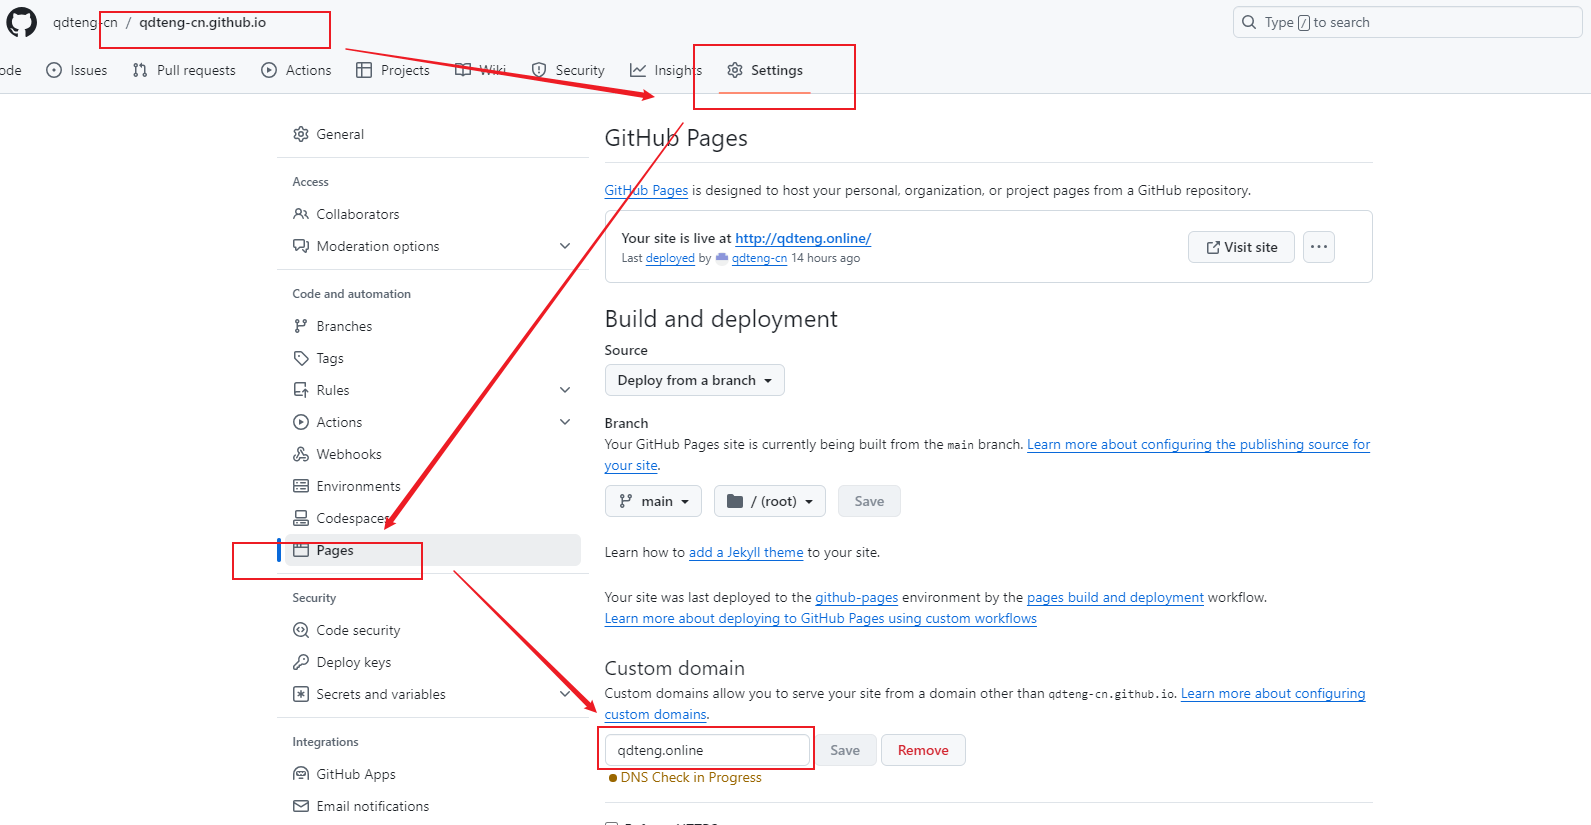 qdteng-cn / qdteng-cn.github.io
Type / to search
ode Issues Pull requests Actions Projects Wiki Security Insights Settings
General
Access
Collaborators
Moderation options
Code and automation
Branches
Tags
Rules
Actions
Webhooks
Environments
Codespaces
Pages
Security
Code security
Deploy keys
Secrets and variables
Integrations
GitHub Apps
Email notifications
GitHub Pages
GitHub Pages is designed to host your personal, organization, or project pages from a GitHub repository.
Your site is live at http://qdteng.online/
Last deployed by qdteng-cn 14 hours ago
Visit site
Build and deployment
Source
Deploy from a branch
Branch
Your GitHub Pages site is currently being built from the main branch. Learn more about configuring the publishing source for
your site.
main / (root) Save
Learn how to add a Jekyll theme to your site.
Your site was last deployed to the github-pages environment by the pages build and deployment workflow.
Learn more about deploying to GitHub Pages using custom workflows
Custom domain
Custom domains allow you to serve your site from a domain other than qdteng-cn.github.io. Learn more about configuring
custom domains.
qdteng.online Save Remove
DNS Check in Progress